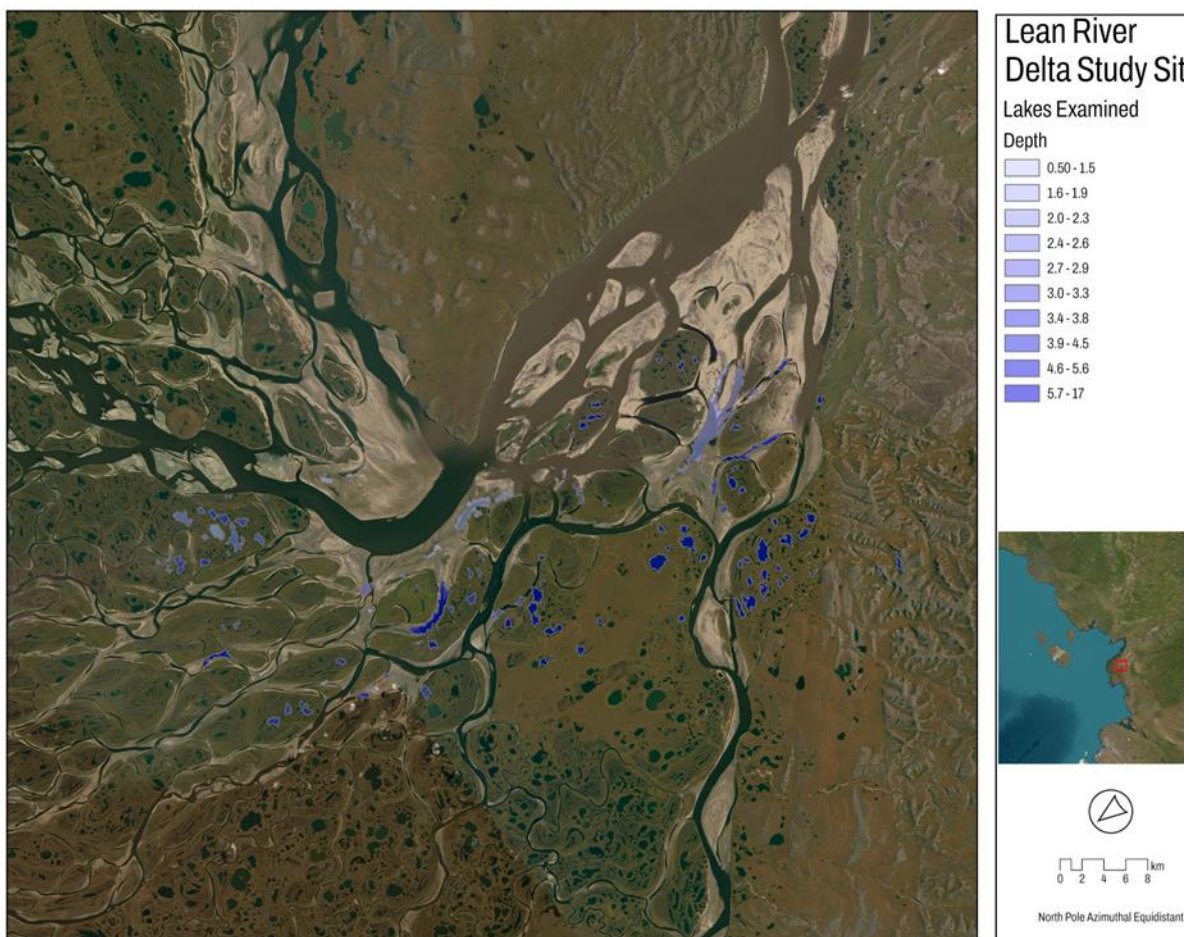 Lean River
Delta Study Sit
Lakes Examined
Depth
0.50 - 1.5
1.6 - 1.9
2.0 - 2.3
2.4 - 2.6
2.7 - 2.9
3.0 - 3.3
3.4 - 3.8
3.9 - 4.5
4.6 - 5.6
5.7 - 17
km
0 2 4 6 8
North Pole Azimuthal Equidistant